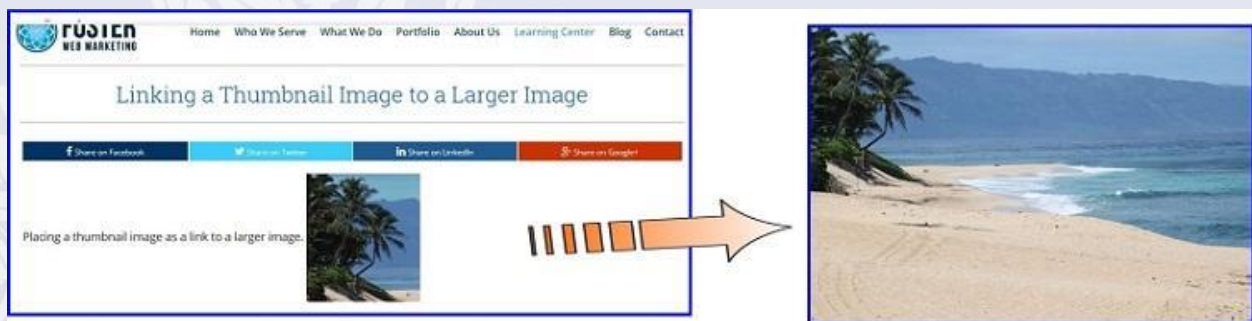 FOSTER
WEB MARKETING
Home Who We Serve What We Do Portfolio About Us Learning Center Blog Contact
Linking a Thumbnail Image to a Larger Image
f Share on Facebook Share on Twitter in Share on LinkedIn g+ Share on Google+
Placing a thumbnail image as a link to a larger image.